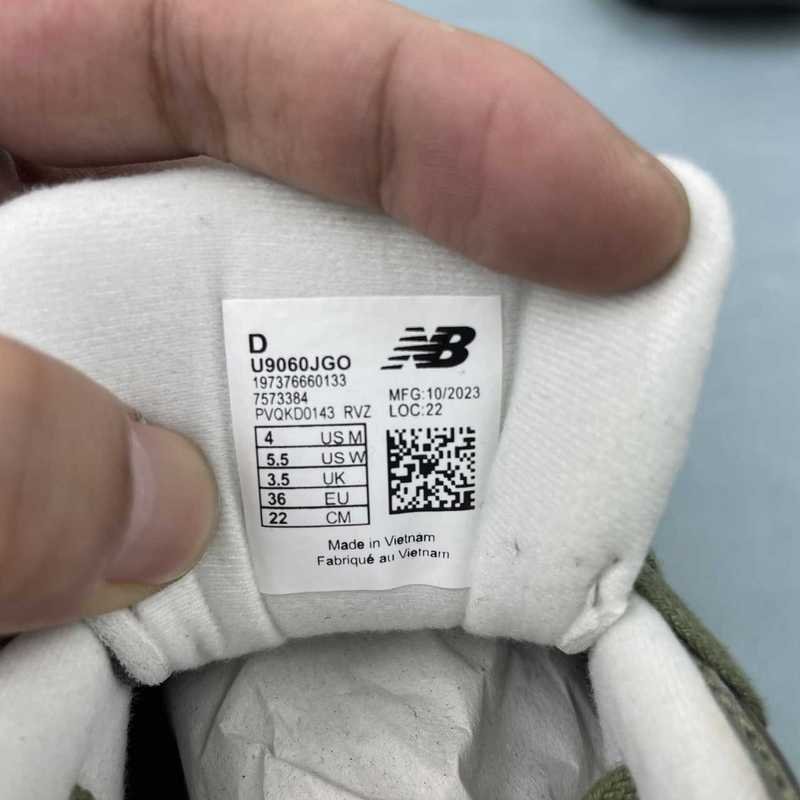 D
NB
U9060JGO
197376660133
7573384
MFG:10/2023
PVQKD0143 RVZ
LOC:22
4 US M
5.5 US W
3.5 UK
36 EU
22 CM
Made in Vietnam
Fabriqué au Vietnam